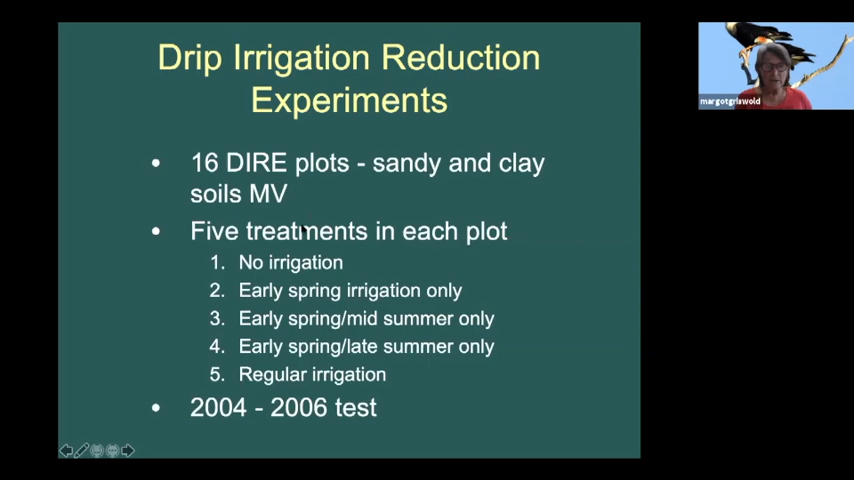 Drip Irrigation Reduction
Experiments
• 16 DIRE plots - sandy and clay
soils MV
• Five treatments in each plot
1. No irrigation
2. Early spring irrigation only
3. Early spring/mid summer only
4. Early spring/late summer only
5. Regular irrigation
• 2004 - 2006 test
margotgriswold